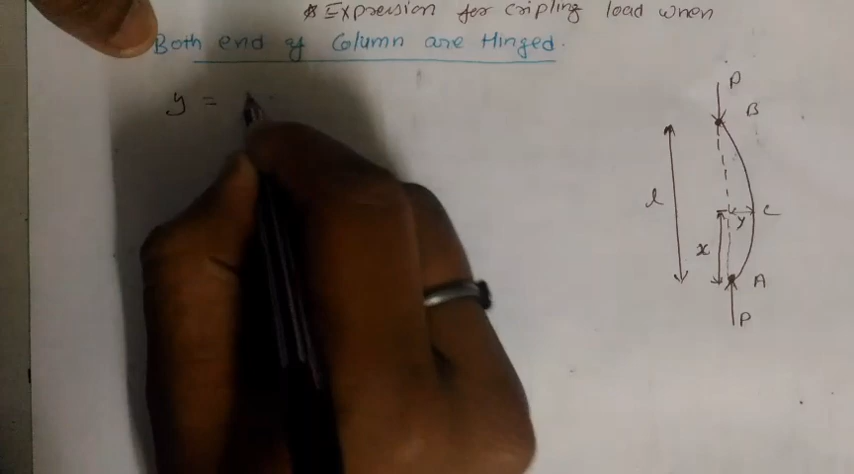 * Expression for cripling load when
Both end of Column are Hinged.
y =
P
B
l
C
y
x
A
P